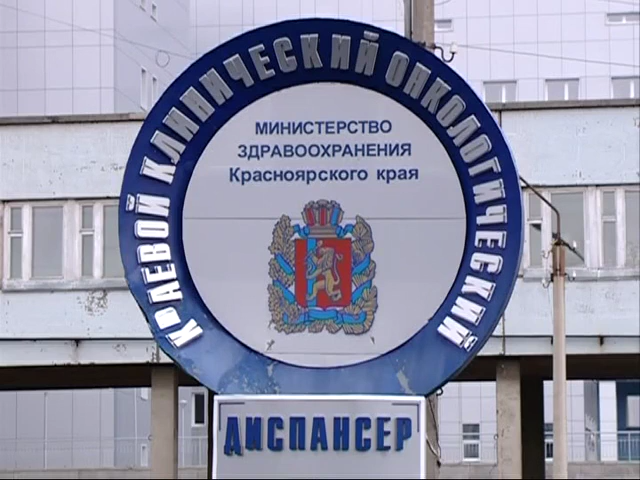 КРАЕВОЙ КЛИНИЧЕСКИЙ ОНКОЛОГИЧЕСКИЙ
МИНИСТЕРСТВО
ЗДРАВООХРАНЕНИЯ
Красноярского края
ДИСПАНСЕР